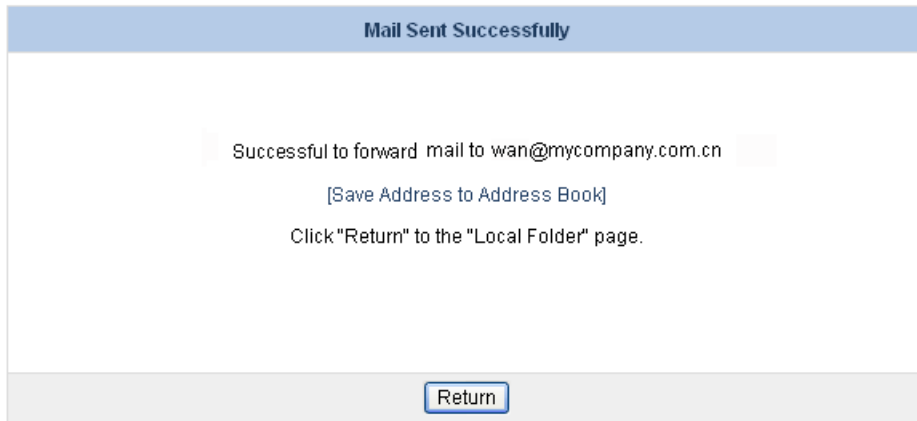 Mail Sent Successfully
Successful to forward mail to wan@mycompany.com.cn
[Save Address to Address Book]
Click "Return" to the "Local Folder" page.
Return